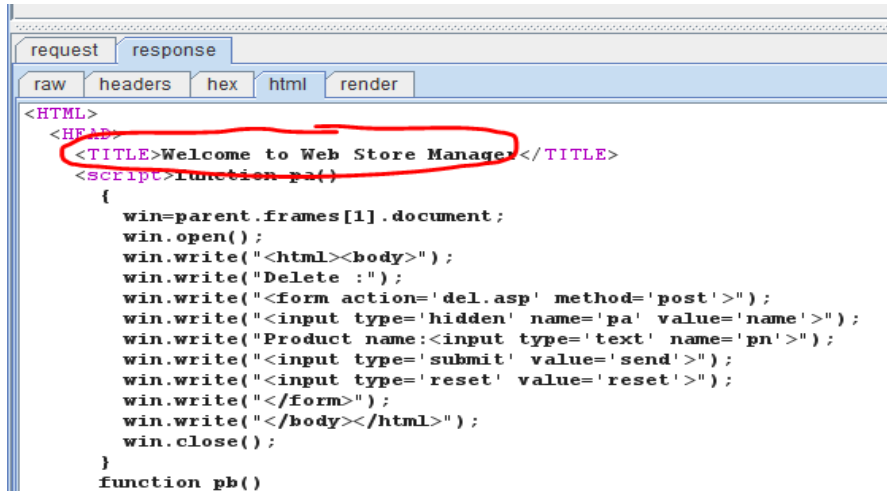 request response
raw headers hex html render
<HTML>
<HEAD>
<TITLE>Welcome to Web Store Manager</TITLE>
<script>function pa()
{
win=parent.frames[1].document;
win.open();
win.write("<html><body>");
win.write("Delete :");
win.write("<form action='del.asp' method='post'>");
win.write("<input type='hidden' name='pa' value='name'>");
win.write("Product name:<input type='text' name='pn'>");
win.write("<input type='submit' value='send'>");
win.write("<input type='reset' value='reset'>");
win.write("</form>");
win.write("</body></html>");
win.close();
}
function pb()